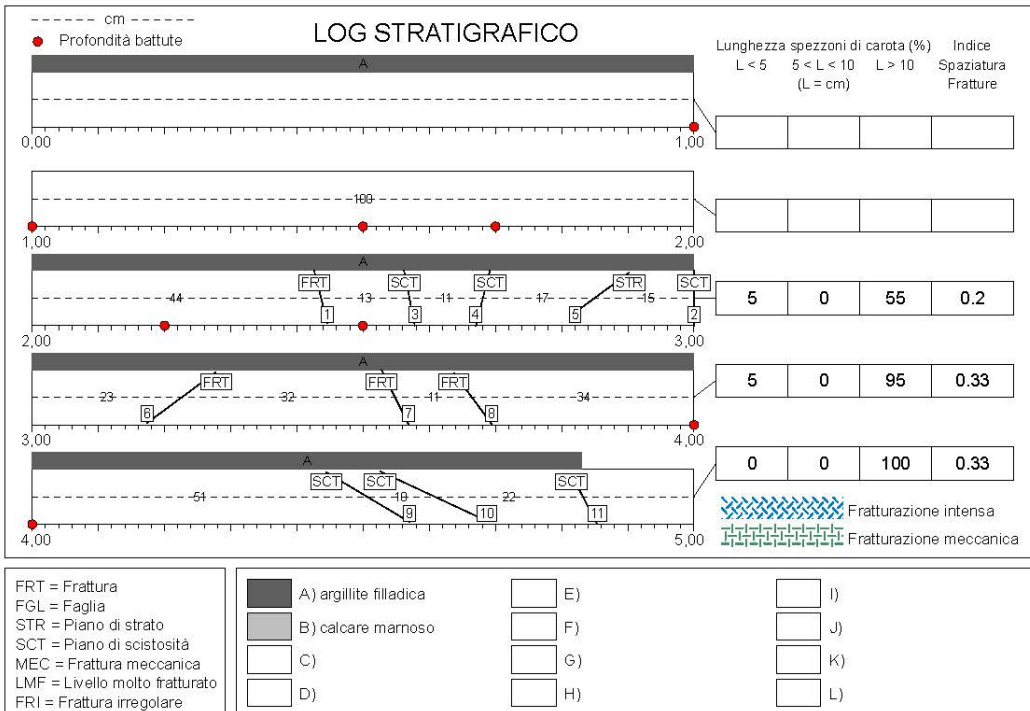 cm
Profondità battute
LOG STRATIGRAFICO
Lunghezza spezzoni di carota (%)
Indice
L < 5
5 < L < 10
L > 10
Spaziatura
(L = cm)
Fratture
A
0,00
1,00
100
1,00
2,00
A
FRT
SCT
SCT
STR
SCT
44
13
11
17
15
1
3
4
5
2
2,00
3,00
5
0
55
0.2
A
FRT
FRT
FRT
23
32
11
34
6
7
8
3,00
4,00
5
0
95
0.33
A
SCT
SCT
SCT
51
18
22
9
10
11
4,00
5,00
0
0
100
0.33
Fratturazione intensa
Fratturazione meccanica
FRT = Frattura
FGL = Faglia
STR = Piano di strato
SCT = Piano di scistosità
MEC = Frattura meccanica
LMF = Livello molto fratturato
FRI = Frattura irregolare
A) argillite filladica
B) calcare marnoso
C)
D)
E)
F)
G)
H)
I)
J)
K)
L)